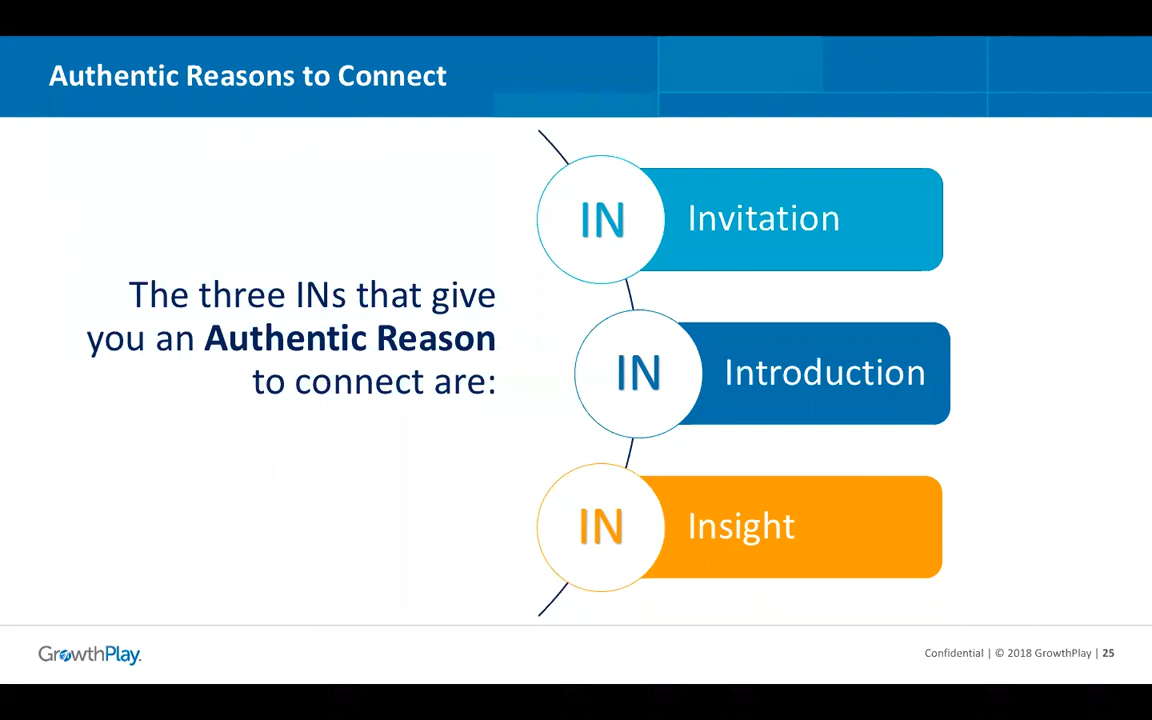 Authentic Reasons to Connect
The three INs that give
you an Authentic Reason
to connect are:
IN Invitation
IN Introduction
IN Insight
GrowthPlay.
Confidential | © 2018 GrowthPlay | 25